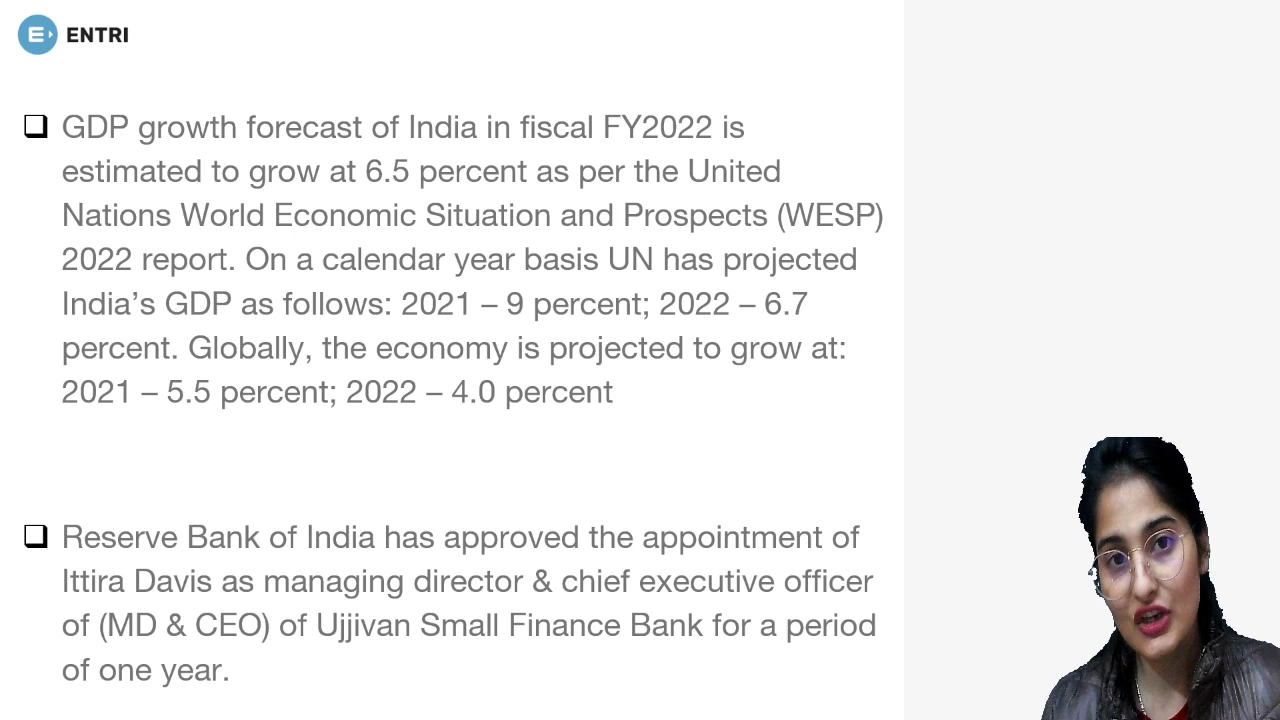 ENTRI
GDP growth forecast of India in fiscal FY2022 is
estimated to grow at 6.5 percent as per the United
Nations World Economic Situation and Prospects (WESP)
2022 report. On a calendar year basis UN has projected
India’s GDP as follows: 2021 – 9 percent; 2022 – 6.7
percent. Globally, the economy is projected to grow at:
2021 – 5.5 percent; 2022 – 4.0 percent
Reserve Bank of India has approved the appointment of
Ittira Davis as managing director & chief executive officer
of (MD & CEO) of Ujjivan Small Finance Bank for a period
of one year.